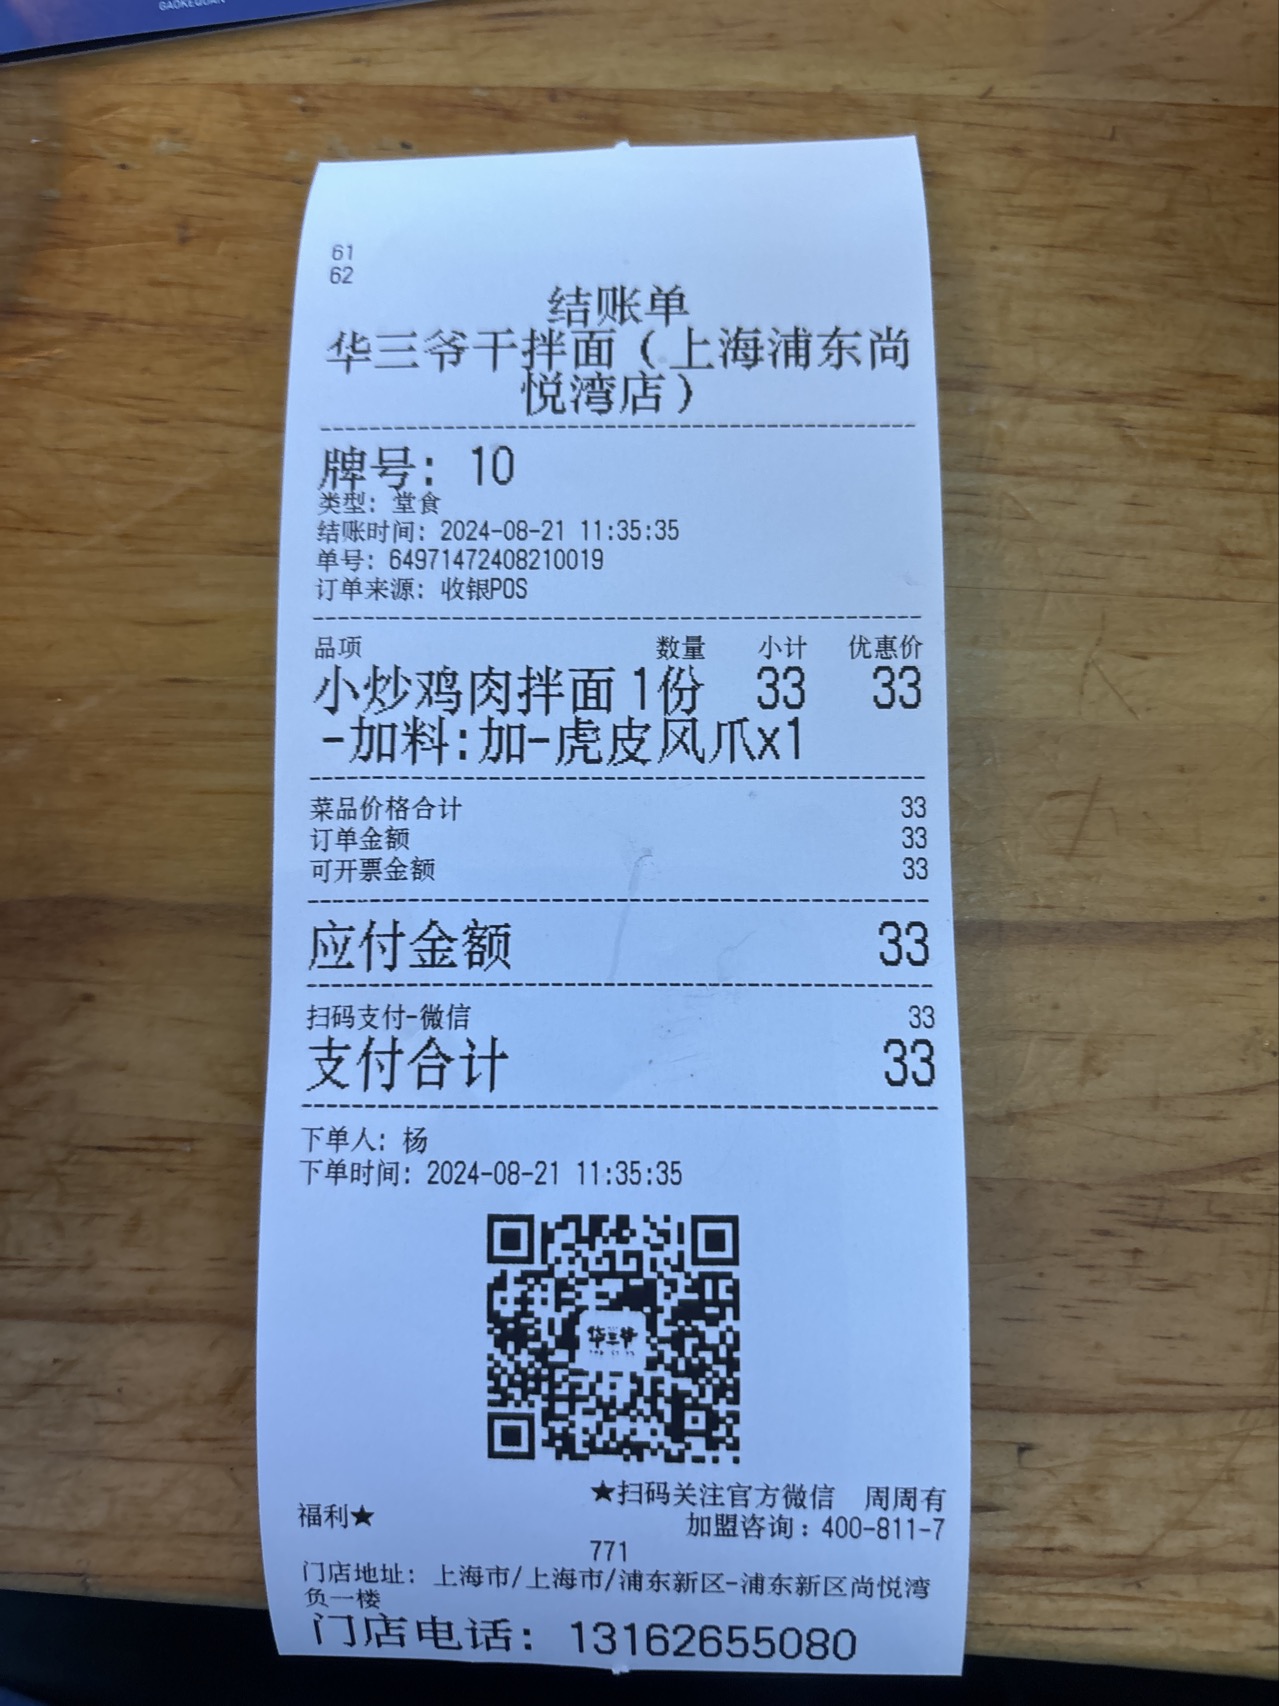 GAOKEQUAN
61
62
结账单
华三爷干拌面（上海浦东尚
悦湾店）
牌号：10
类型：堂食
结账时间：2024-08-21 11:35:35
单号：64971472408210019
订单来源：收银POS
品项 数量 小计 优惠价
小炒鸡肉拌面 1份 33 33
-加料:加-虎皮凤爪x1
菜品价格合计 33
订单金额 33
可开票金额 33
应付金额 33
扫码支付-微信 33
支付合计 33
下单人：杨
下单时间：2024-08-21 11:35:35
华三爷
★扫码关注官方微信 周周有
福利★
加盟咨询：400-811-7
771
门店地址：上海市/上海市/浦东新区-浦东新区尚悦湾
负一楼
门店电话：13162655080